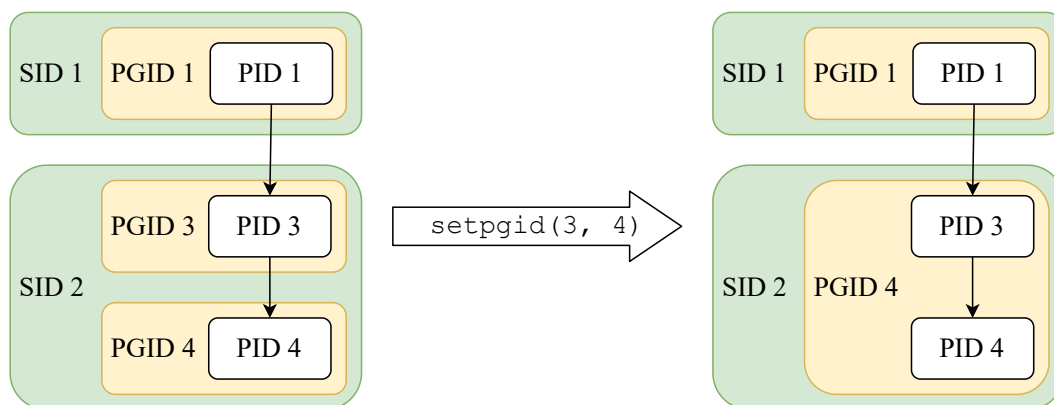 SID 1
PGID 1
PID 1
SID 2
PGID 3
PID 3
PGID 4
PID 4
setpgid(3, 4)
SID 1
PGID 1
PID 1
SID 2
PGID 4
PID 3
PID 4